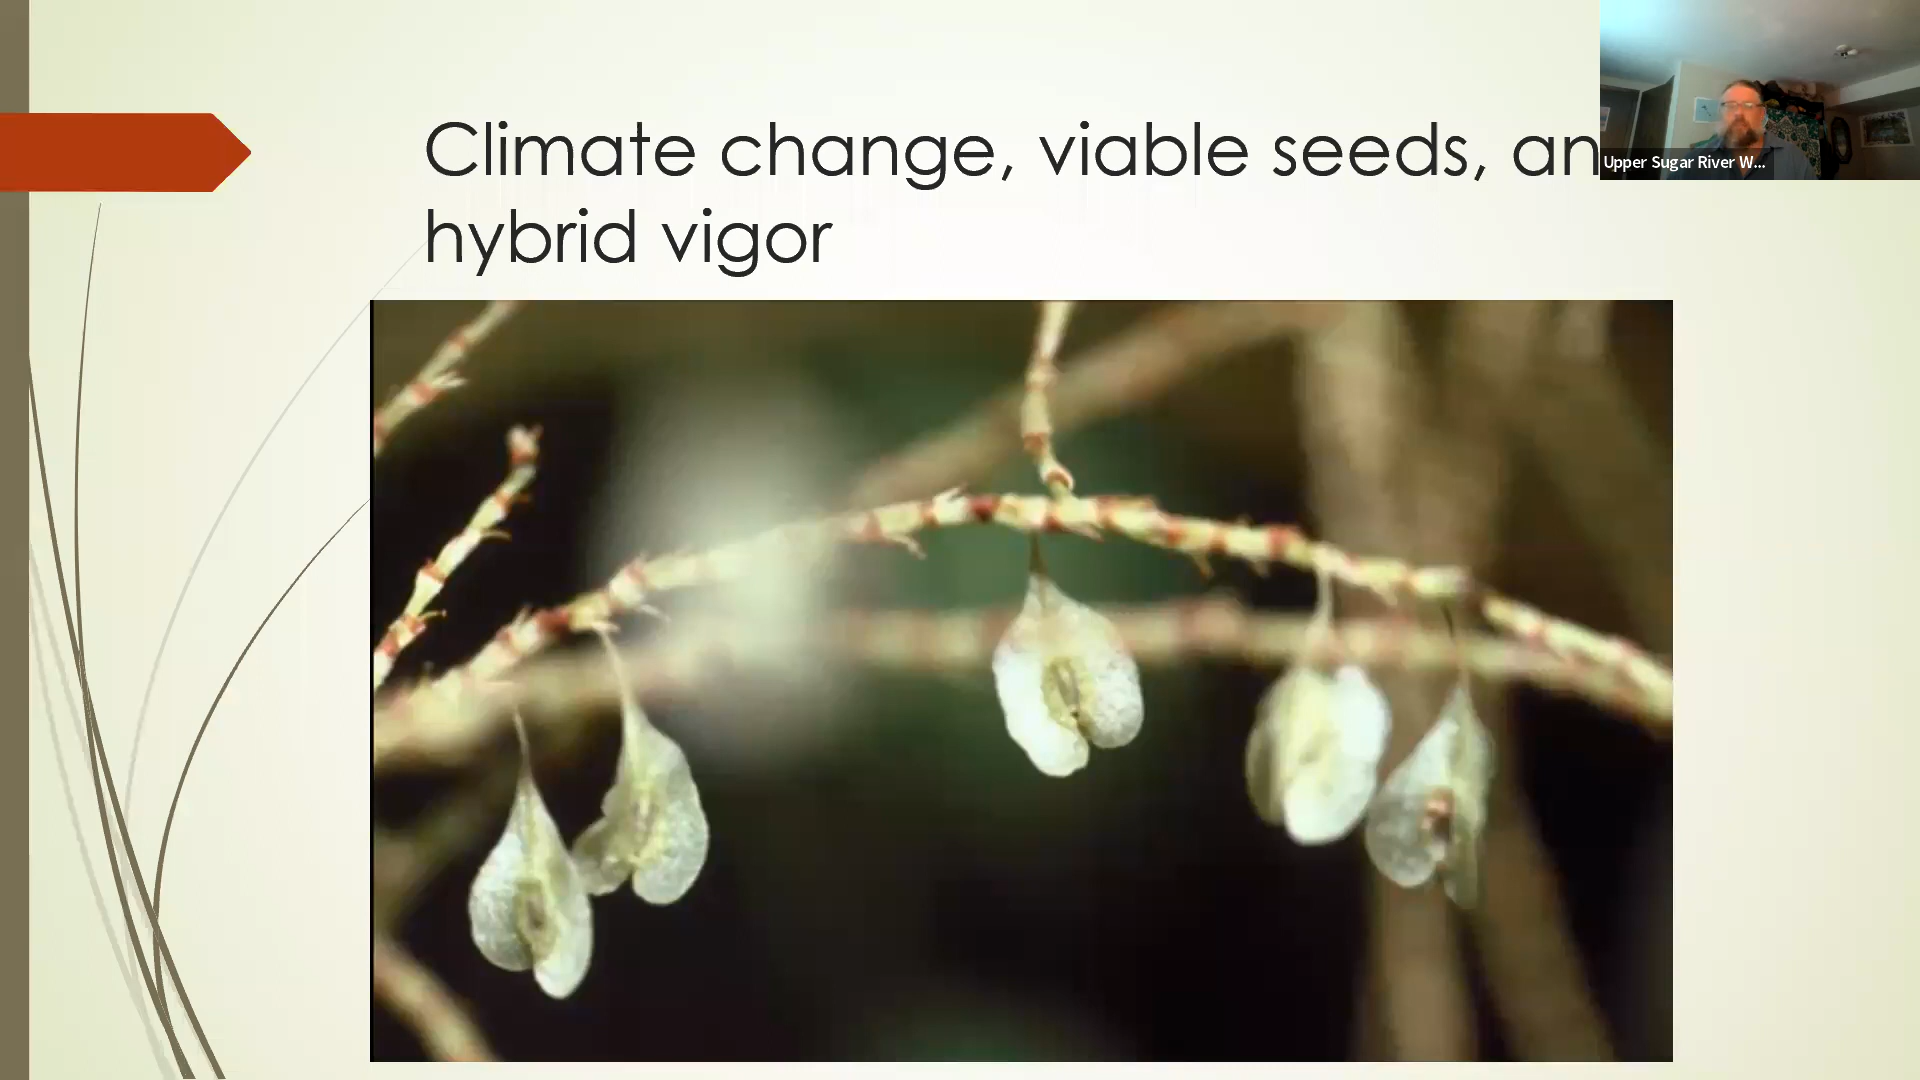 Climate change, viable seeds, an
hybrid vigor
Upper Sugar River W...